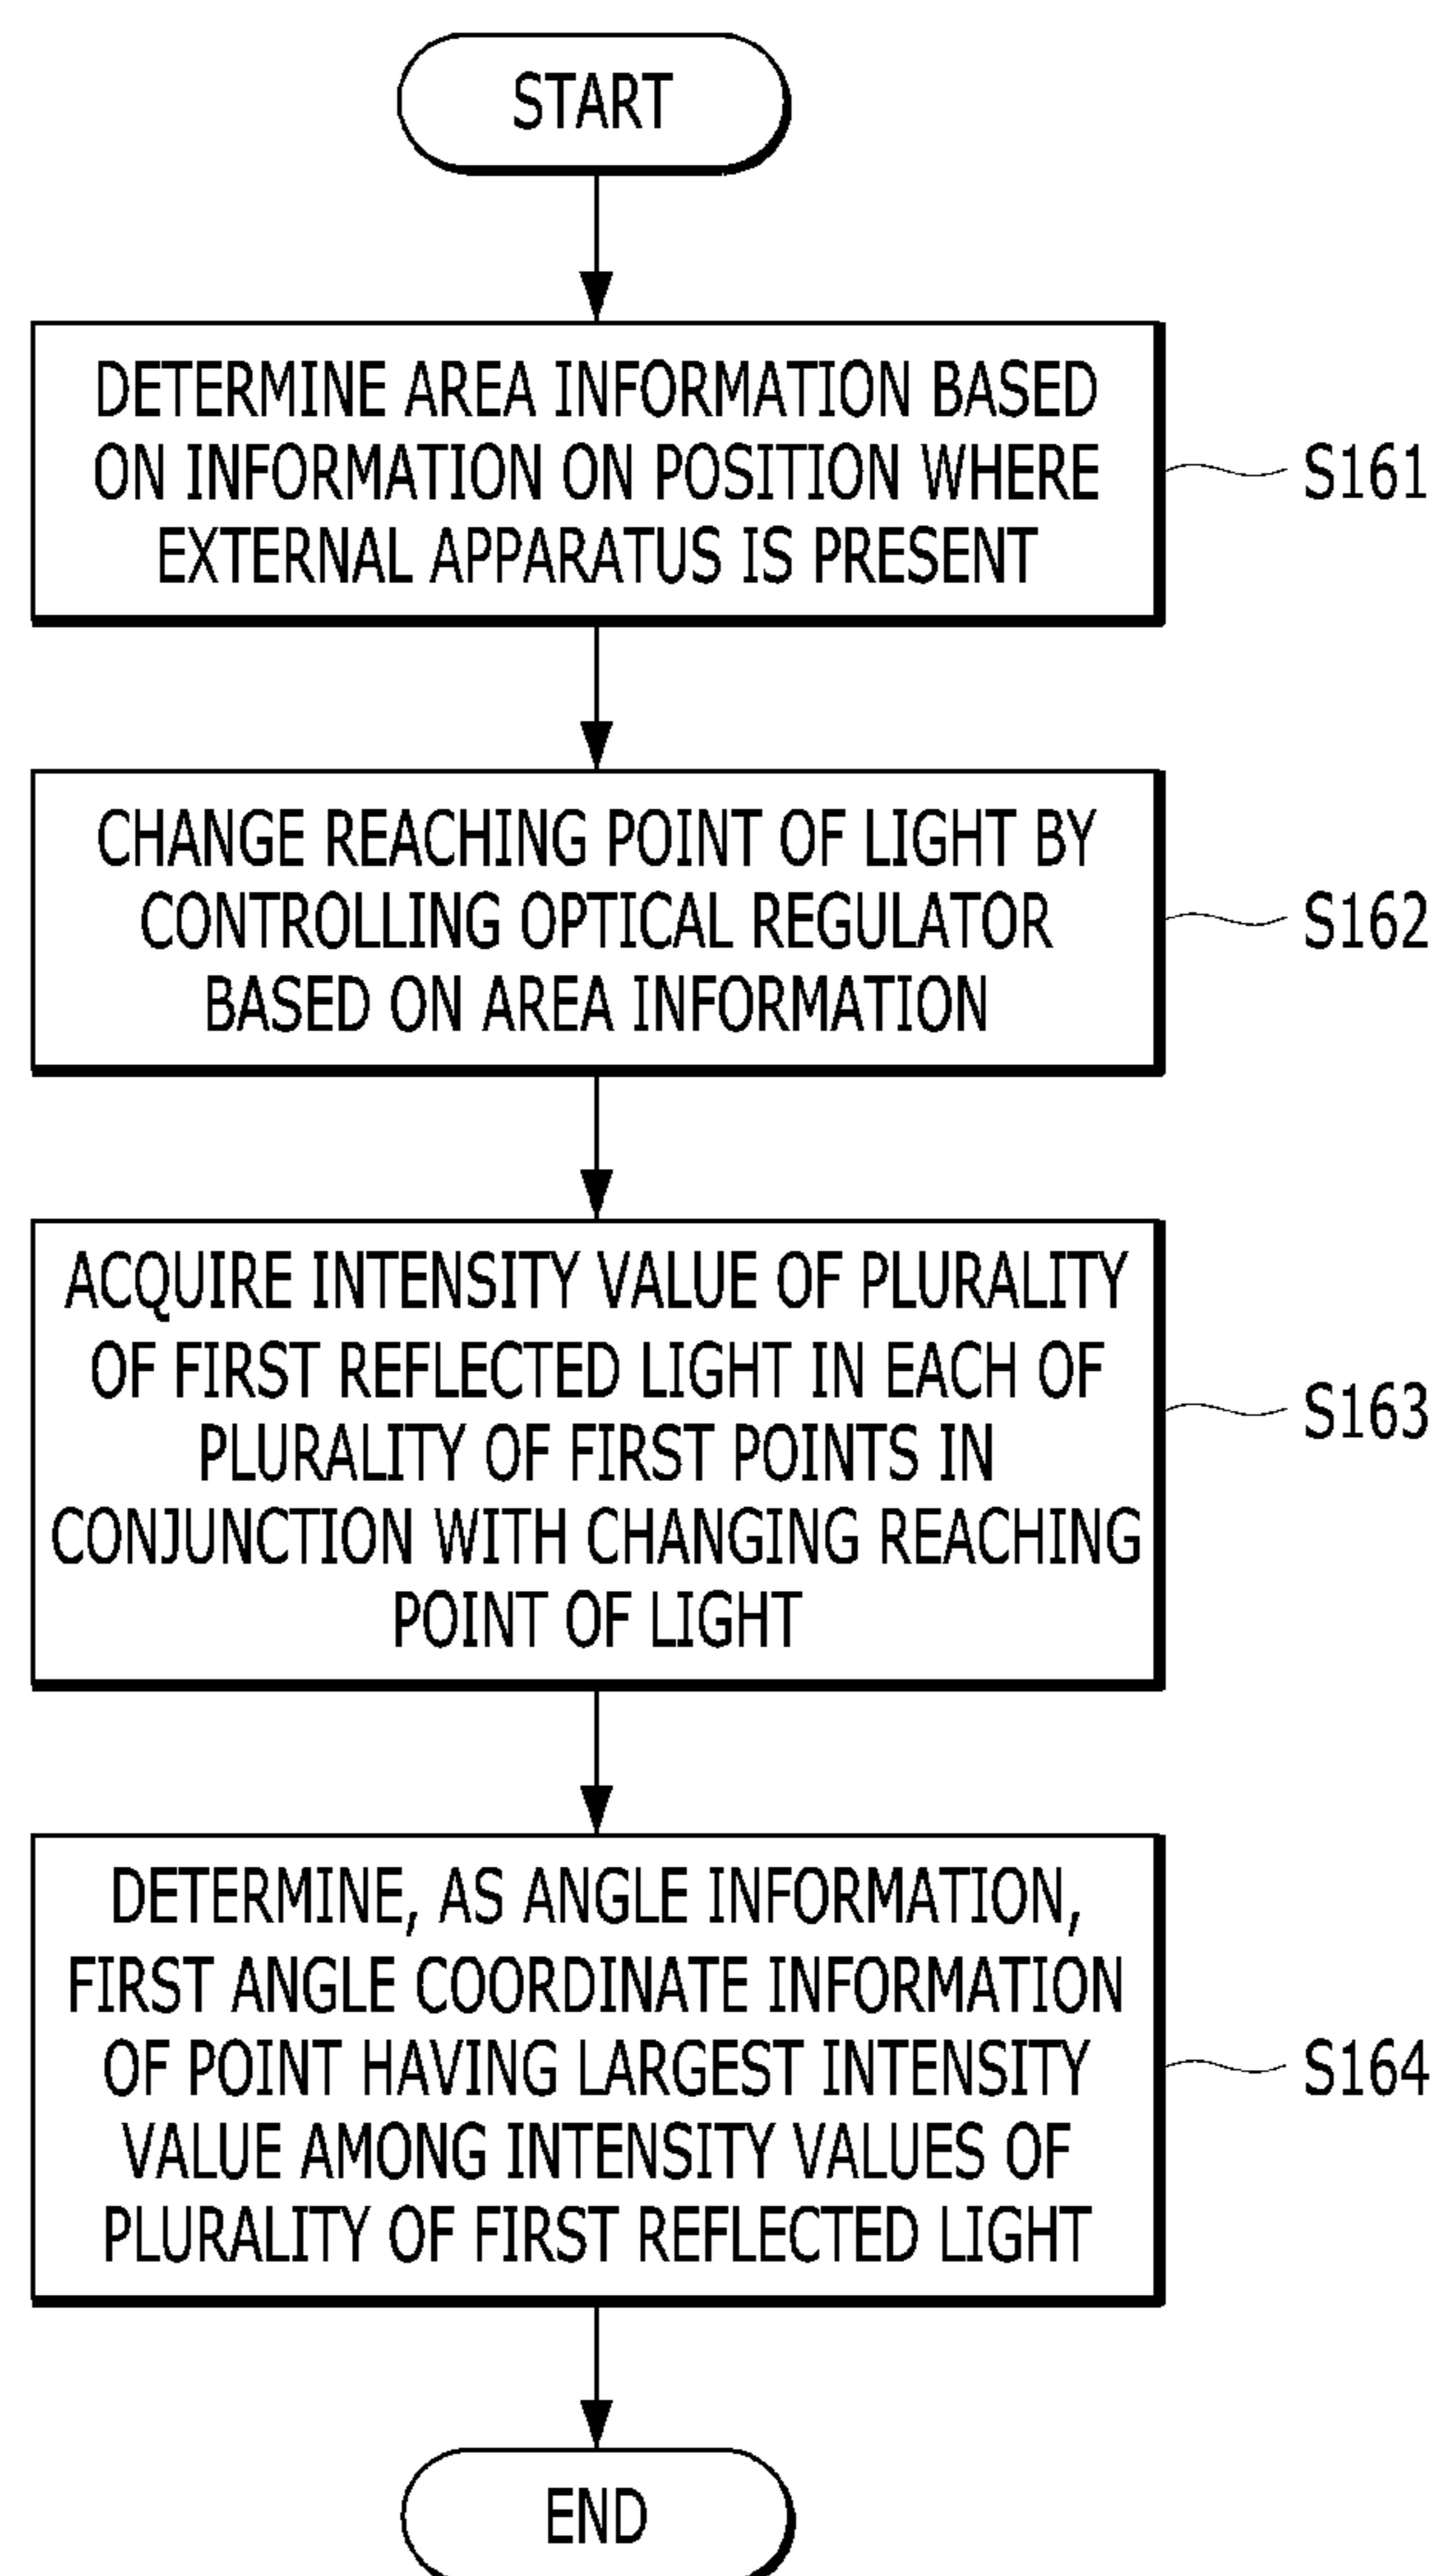 START
DETERMINE AREA INFORMATION BASED
ON INFORMATION ON POSITION WHERE
EXTERNAL APPARATUS IS PRESENT
S161
CHANGE REACHING POINT OF LIGHT BY
CONTROLLING OPTICAL REGULATOR
BASED ON AREA INFORMATION
S162
ACQUIRE INTENSITY VALUE OF PLURALITY
OF FIRST REFLECTED LIGHT IN EACH OF
PLURALITY OF FIRST POINTS IN
CONJUNCTION WITH CHANGING REACHING
POINT OF LIGHT
S163
DETERMINE, AS ANGLE INFORMATION,
FIRST ANGLE COORDINATE INFORMATION
OF POINT HAVING LARGEST INTENSITY
VALUE AMONG INTENSITY VALUES OF
PLURALITY OF FIRST REFLECTED LIGHT
S164
END